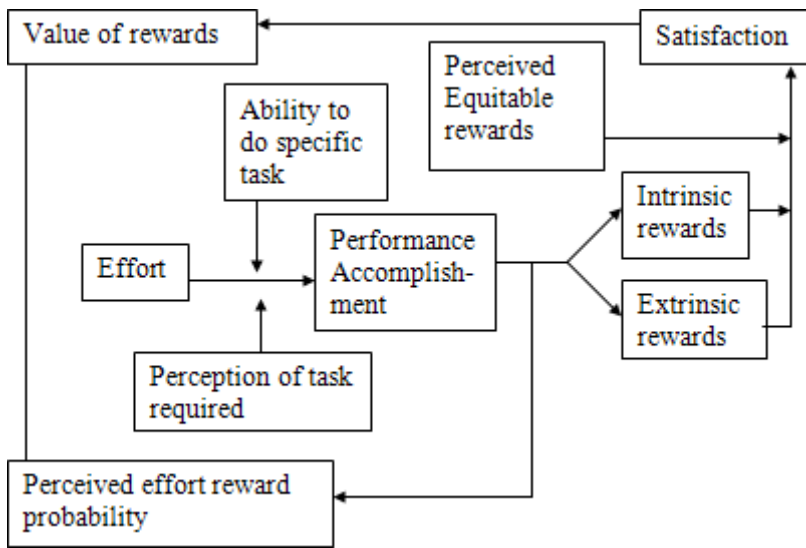 Value of rewards
Satisfaction
Perceived
Equitable
rewards
Ability to
do specific
task
Intrinsic
rewards
Performance
Accomplish-
ment
Effort
Extrinsic
rewards
Perception of task
required
Perceived effort reward
probability